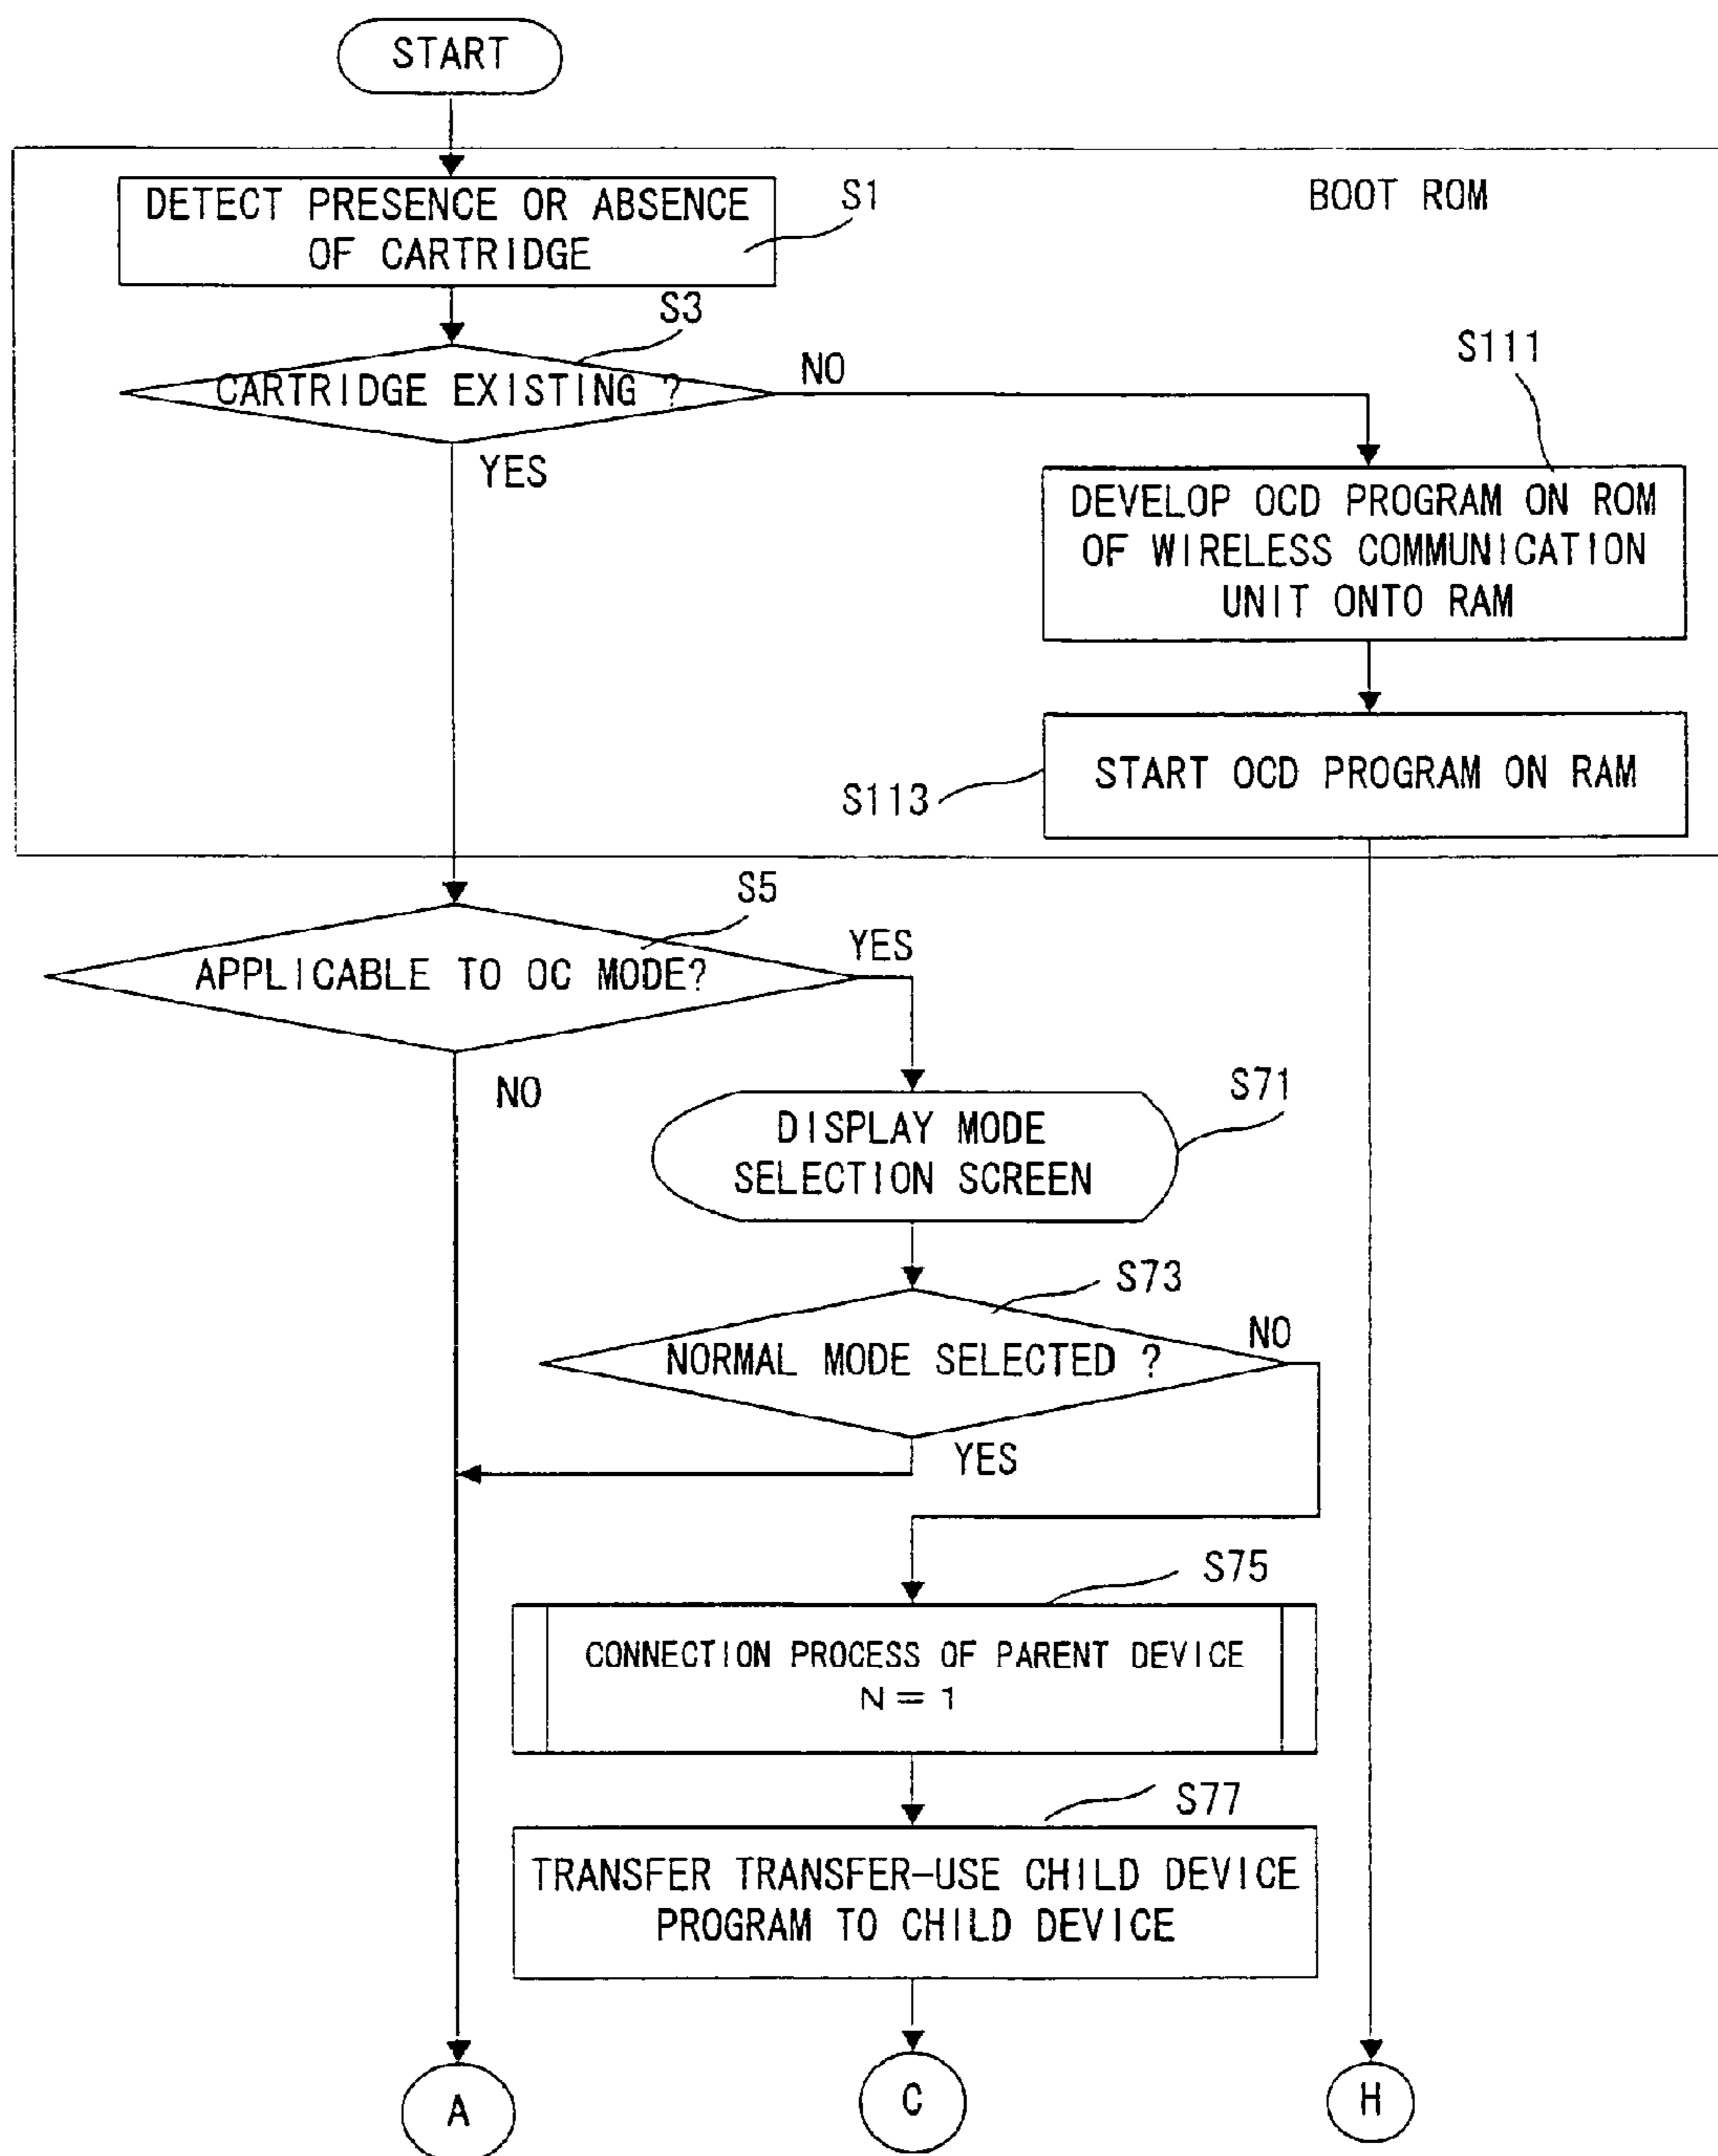 START
DETECT PRESENCE OR ABSENCE
OF CARTRIDGE
S1
BOOT ROM
S3
CARTRIDGE EXISTING ?
NO
YES
S111
DEVELOP OCD PROGRAM ON ROM
OF WIRELESS COMMUNICATION
UNIT ONTO RAM
S113
START OCD PROGRAM ON RAM
S5
APPLICABLE TO OC MODE?
YES
NO
S71
DISPLAY MODE
SELECTION SCREEN
S73
NORMAL MODE SELECTED ?
NO
YES
S75
CONNECTION PROCESS OF PARENT DEVICE
N = 1
S77
TRANSFER TRANSFER-USE CHILD DEVICE
PROGRAM TO CHILD DEVICE
A
C
H